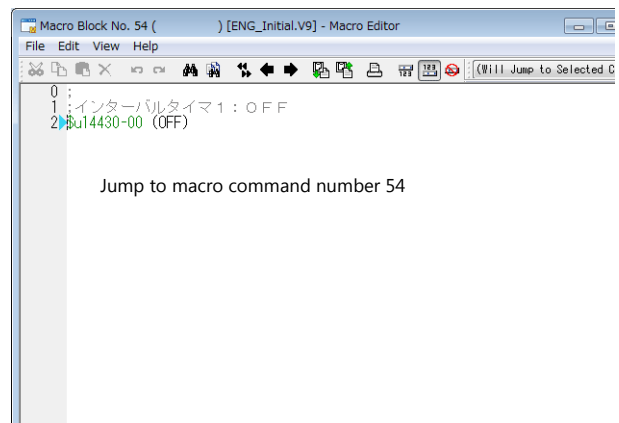 Macro Block No. 54 ( ) [ENG_Initial.V9] - Macro Editor
File Edit View Help
(Will Jump to Selected C
0 ;
1 ;インターバルタイマ１：ＯＦＦ
2 $u14430-00 (OFF)
Jump to macro command number 54